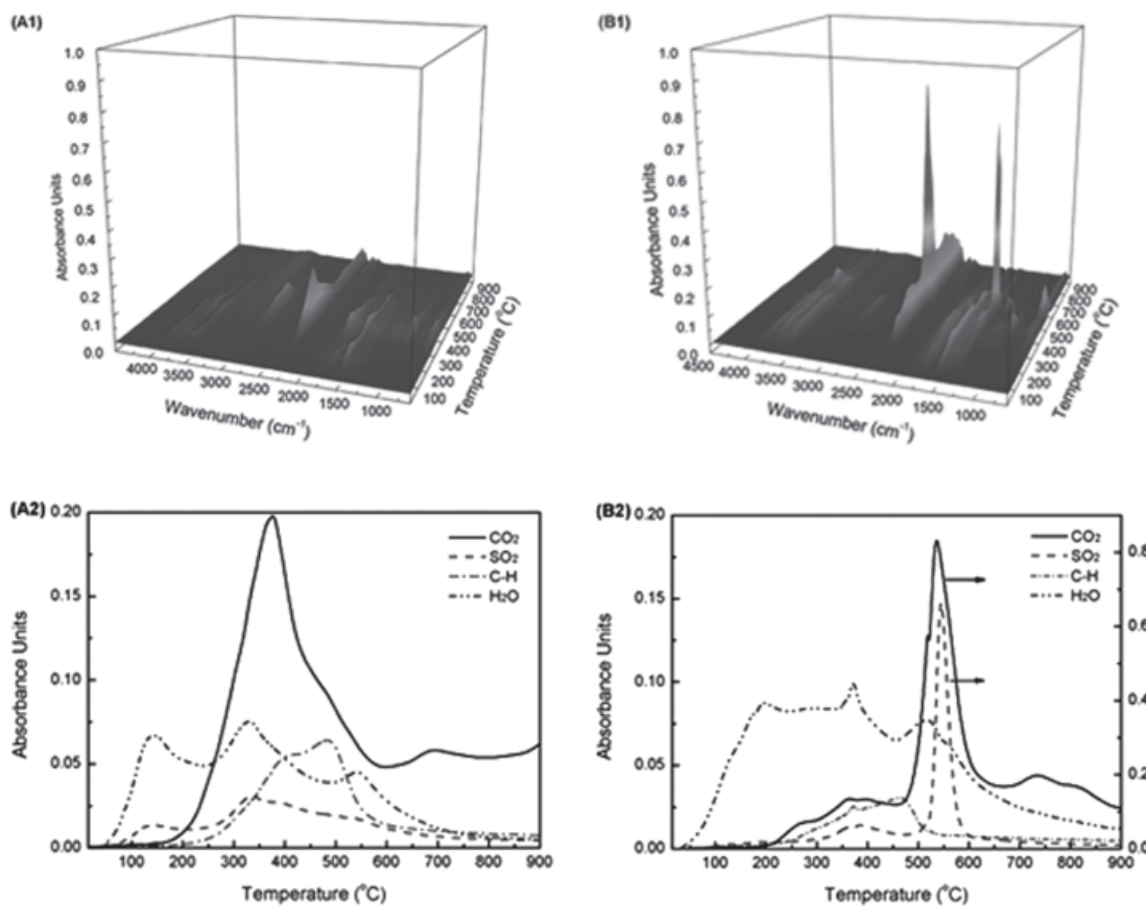 (A1)
1.0
0.9
0.8
0.7
0.6
0.5
0.4
0.3
0.2
0.1
0.0
Absorbance Units
4000 3500 3000 2500 2000 1500 1000
Wavenumber (cm⁻¹)
100 200 300 400 500 600 700 800 900
Temperature (°C)
(B1)
1.0
0.9
0.8
0.7
0.6
0.5
0.4
0.3
0.2
0.1
0.0
Absorbance Units
4500 4000 3500 3000 2500 2000 1500 1000
Wavenumber (cm⁻¹)
100 200 300 400 500 600 700 800 900
Temperature (°C)
(A2)
0.20
0.15
0.10
0.05
0.00
Absorbance Units
CO₂
SO₂
C-H
H₂O
100 200 300 400 500 600 700 800 900
Temperature (°C)
(B2)
0.20
0.15
0.10
0.05
0.00
Absorbance Units
CO₂
SO₂
C-H
H₂O
0.8
0.6
0.4
0.2
0.0
100 200 300 400 500 600 700 800 900
Temperature (°C)